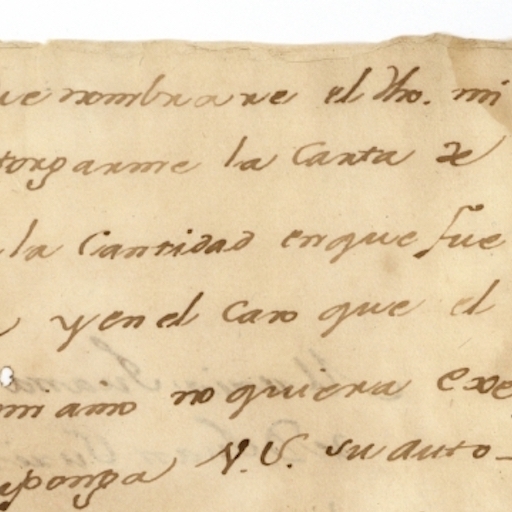 ue nombrare el dho. mi
torgarme la Carta de
la Cantidad enque fue
y en el Caso que el
mi amo no quiera exe
ponga V.S. su auto-